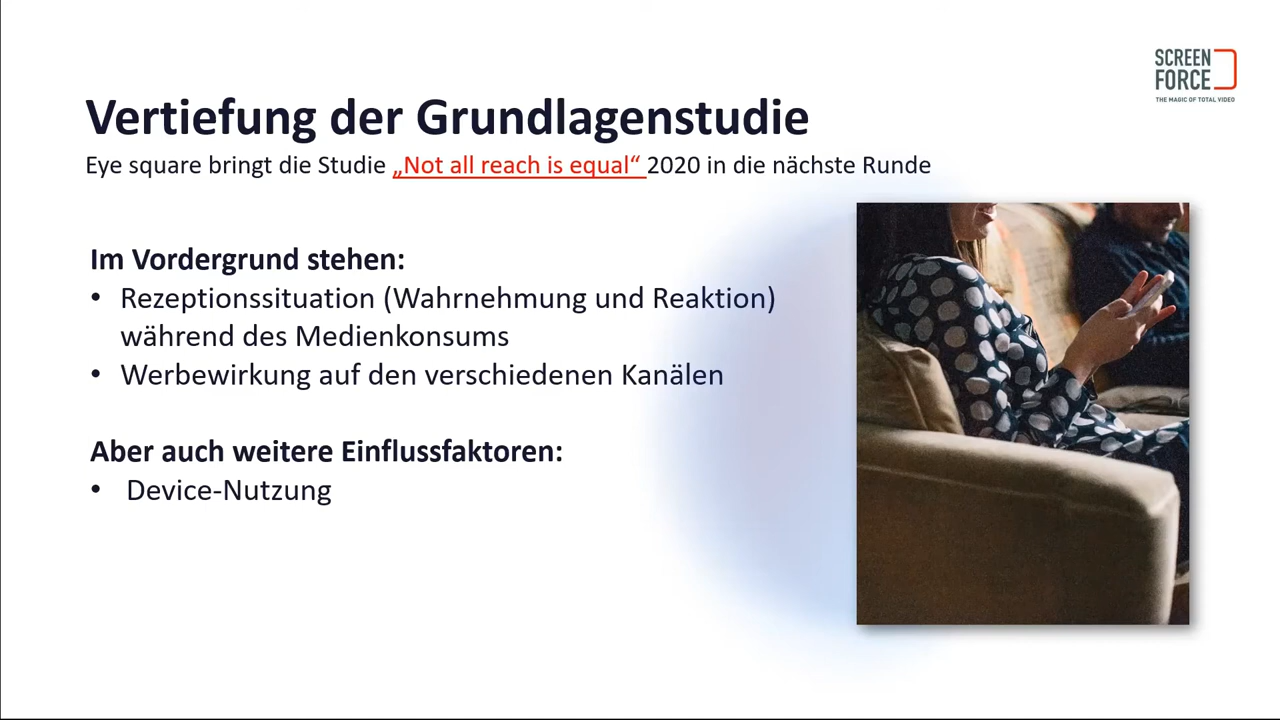 SCREEN
FORCE
THE MAGIC OF TOTAL VIDEO
Vertiefung der Grundlagenstudie
Eye square bringt die Studie „Not all reach is equal“ 2020 in die nächste Runde
Im Vordergrund stehen:
• Rezeptionssituation (Wahrnehmung und Reaktion)
während des Medienkonsums
• Werbewirkung auf den verschiedenen Kanälen
Aber auch weitere Einflussfaktoren:
• Device-Nutzung